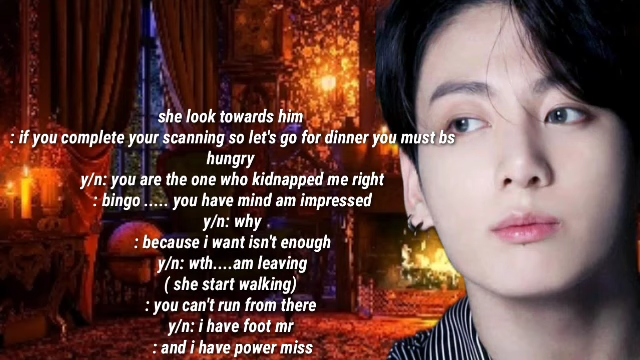 she look towards him
: if you complete your scanning so let's go for dinner you must bs
hungry
y/n: you are the one who kidnapped me right
: bingo ..... you have mind am impressed
y/n: why .
: because i want isn't enough
y/n: wth....am leaving
( she start walking)
: you can't run from there
y/n: i have foot mr
: and i have power miss